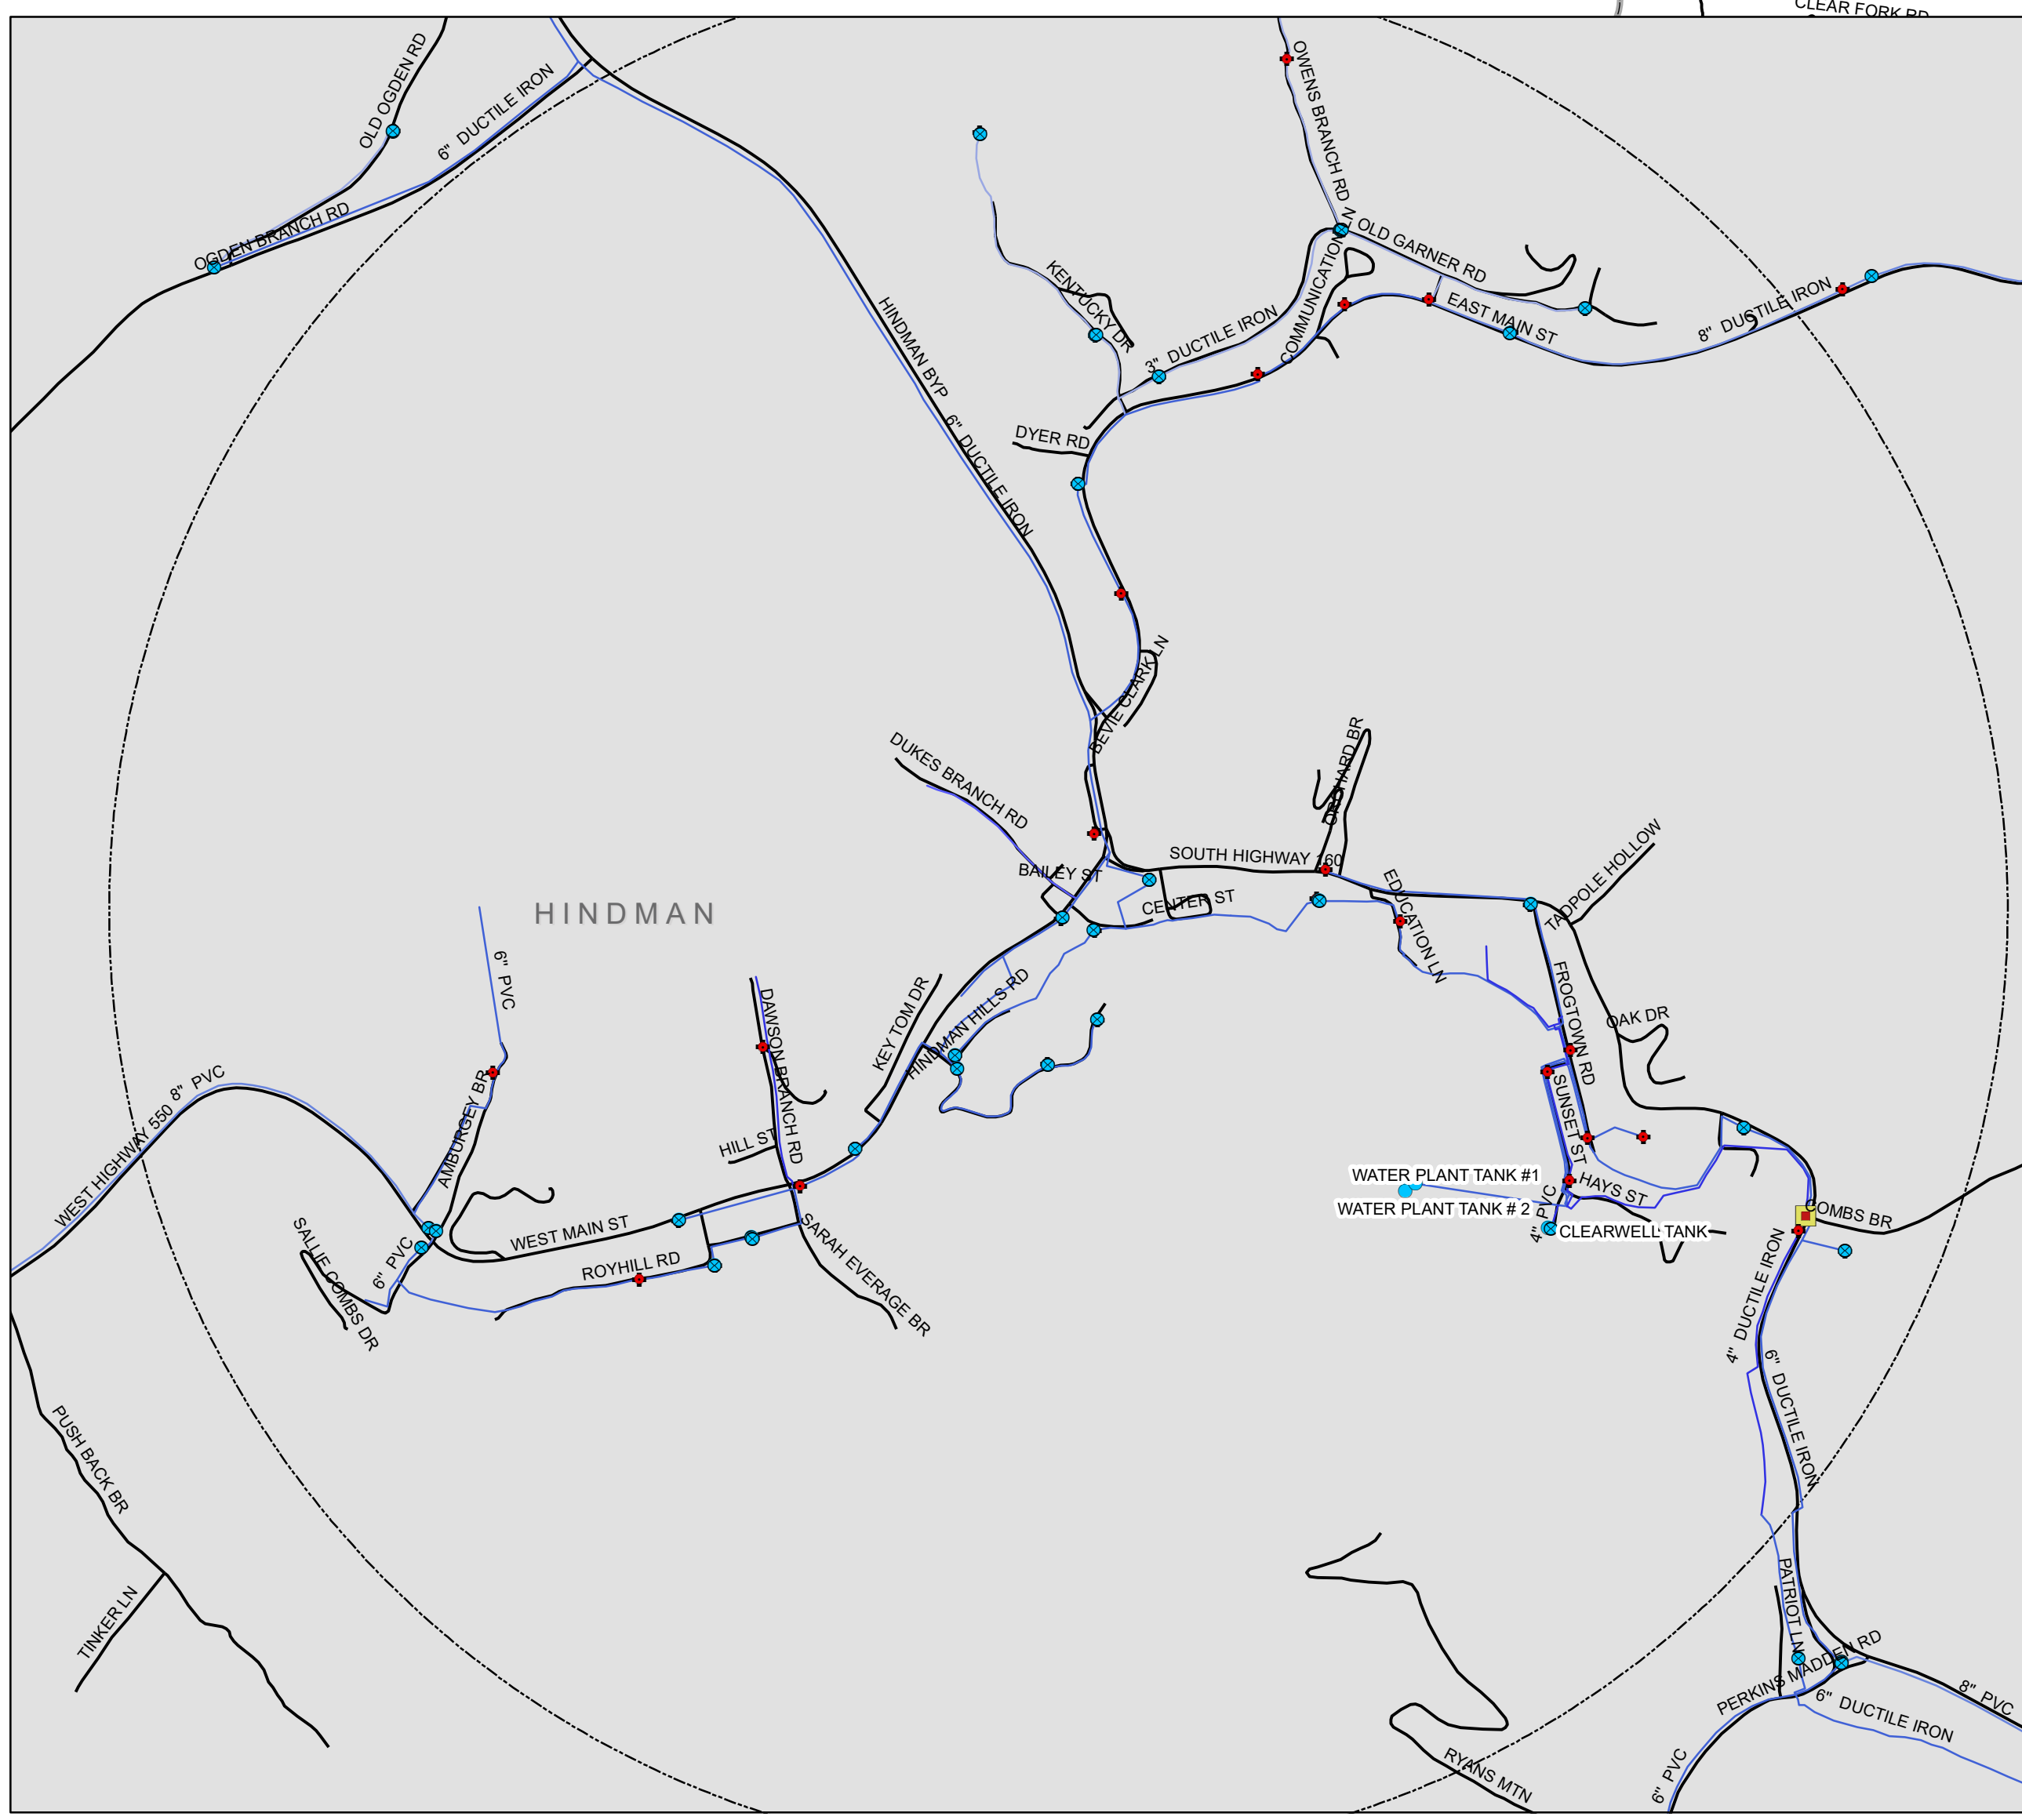 CLEAR FORK RD
OLD OGDEN RD
6" DUCTILE IRON
OGDEN BRANCH RD
OWENS BRANCH RD
OLD GARNER RD
COMMUNICATION LN
EAST MAIN ST
8" DUCTILE IRON
KENTUCKY DR
3" DUCTILE IRON
HINDMAN BYP
6" DUCTILE IRON
DYER RD
BEVIE CLARK LN
DUKES BRANCH RD
ORCHARD BR
BAILEY ST
SOUTH HIGHWAY 160
CENTER ST
EDUCATION LN
TADPOLE HOLLOW
HINDMAN
6" PVC
DAWSON BRANCH RD
KEY TOM DR
HINDMAN HILLS RD
FROGTOWN RD
OAK DR
WEST HIGHWAY 550
8" PVC
AMBURGEY BR
HILL ST
SUNSET ST
WATER PLANT TANK #1
HAYS ST
WATER PLANT TANK # 2
4" PVC
CLEARWELL TANK
COMBS BR
WEST MAIN ST
SALLIE COMBS DR
6" PVC
ROYHILL RD
SARAH EVERAGE BR
4" DUCTILE IRON
6" DUCTILE IRON
PUSH BACK BR
TINKER LN
PATRIOT LN
PERKINS MADDEN RD
8" PVC
6" DUCTILE IRON
6" PVC
RYANS MTN